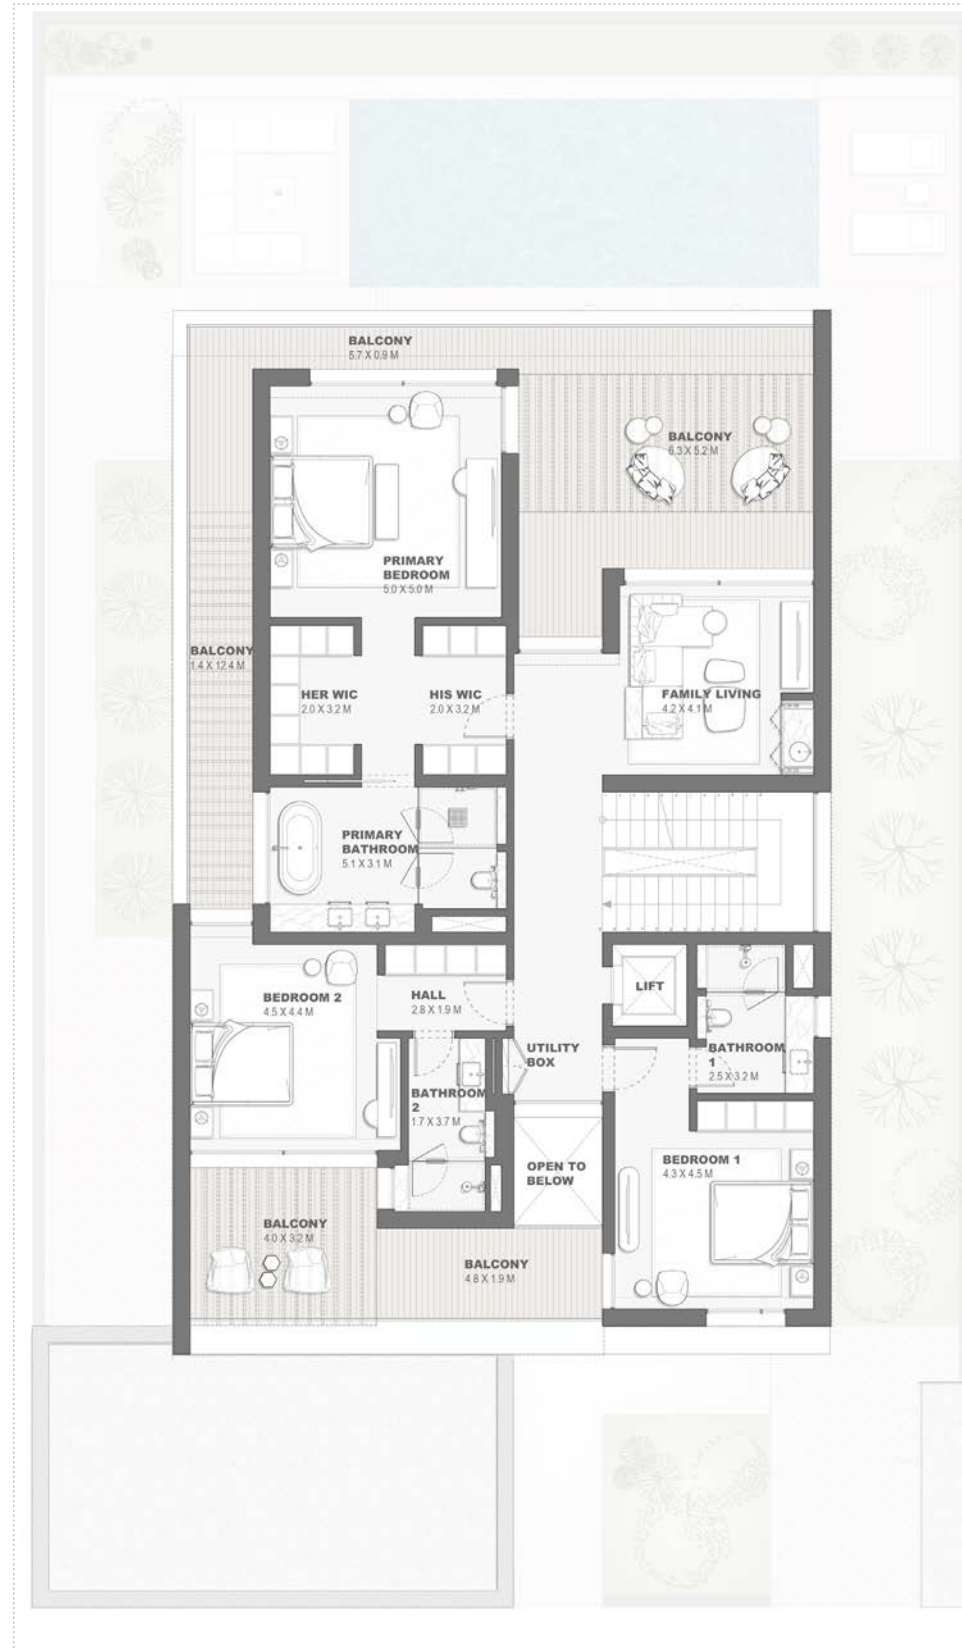 BALCONY
5.7 X 0.9 M
BALCONY
6.3 X 5.2 M
PRIMARY
BEDROOM
5.0 X 5.0 M
BALCONY
1.4 X 12.4 M
HER WIC
2.0 X 3.2 M
HIS WIC
2.0 X 3.2 M
FAMILY LIVING
4.2 X 4.1 M
PRIMARY
BATHROOM
5.1 X 3.1 M
BEDROOM 2
4.5 X 4.4 M
HALL
2.8 X 1.9 M
LIFT
UTILITY
BOX
BATHROOM
1
2.5 X 3.2 M
BATHROOM
2
1.7 X 3.7 M
OPEN TO
BELOW
BEDROOM 1
4.3 X 4.5 M
BALCONY
4.0 X 3.2 M
BALCONY
4.8 X 1.9 M